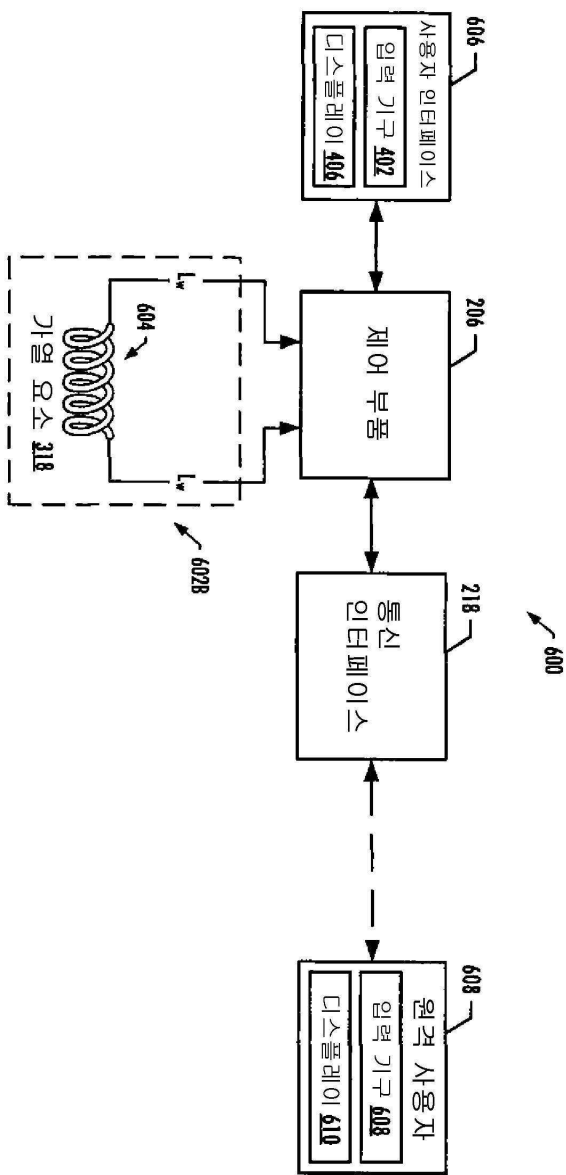 600
606
사용자 인터페이스
입력 기구 402
디스플레이 406
206
제어 부품
218
통신
인터페이스
608
원격 사용자
입력 기구 608
디스플레이 610
Lw
Lw
604
가열 요소 318
602B